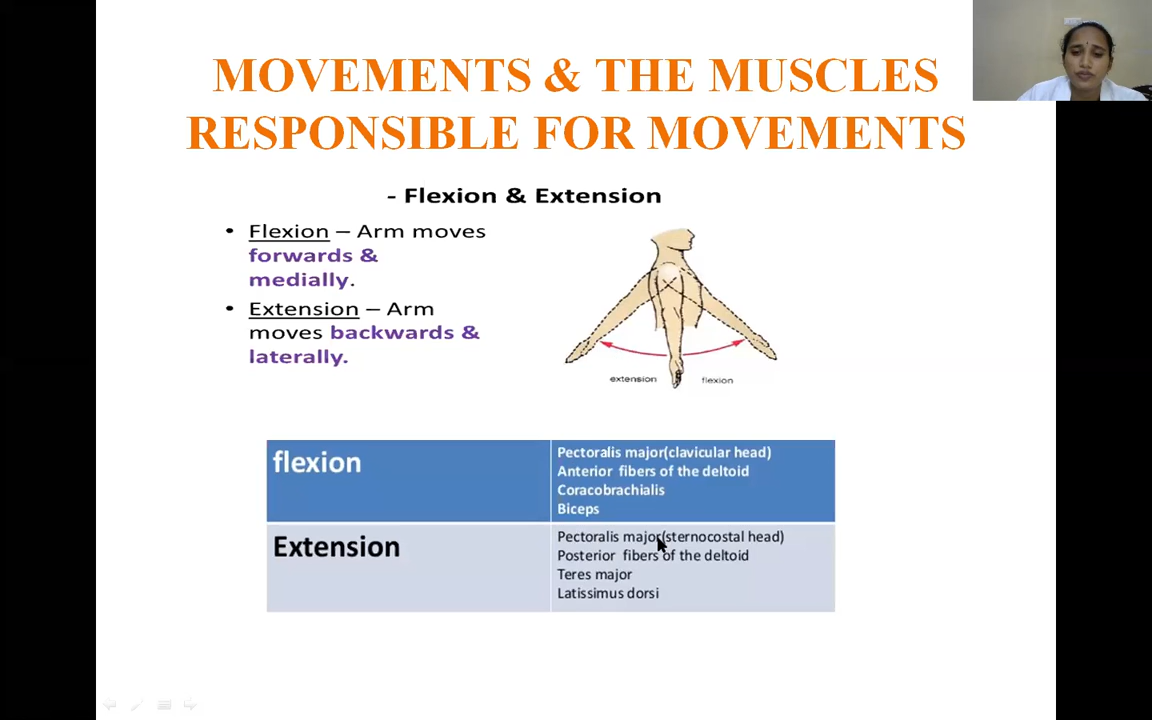 MOVEMENTS & THE MUSCLES
RESPONSIBLE FOR MOVEMENTS
- Flexion & Extension
• Flexion – Arm moves
forwards &
medially.
• Extension – Arm
moves backwards &
laterally.
extension flexion
flexion
Pectoralis major(clavicular head)
Anterior fibers of the deltoid
Coracobrachialis
Biceps
Extension
Pectoralis major(sternocostal head)
Posterior fibers of the deltoid
Teres major
Latissimus dorsi